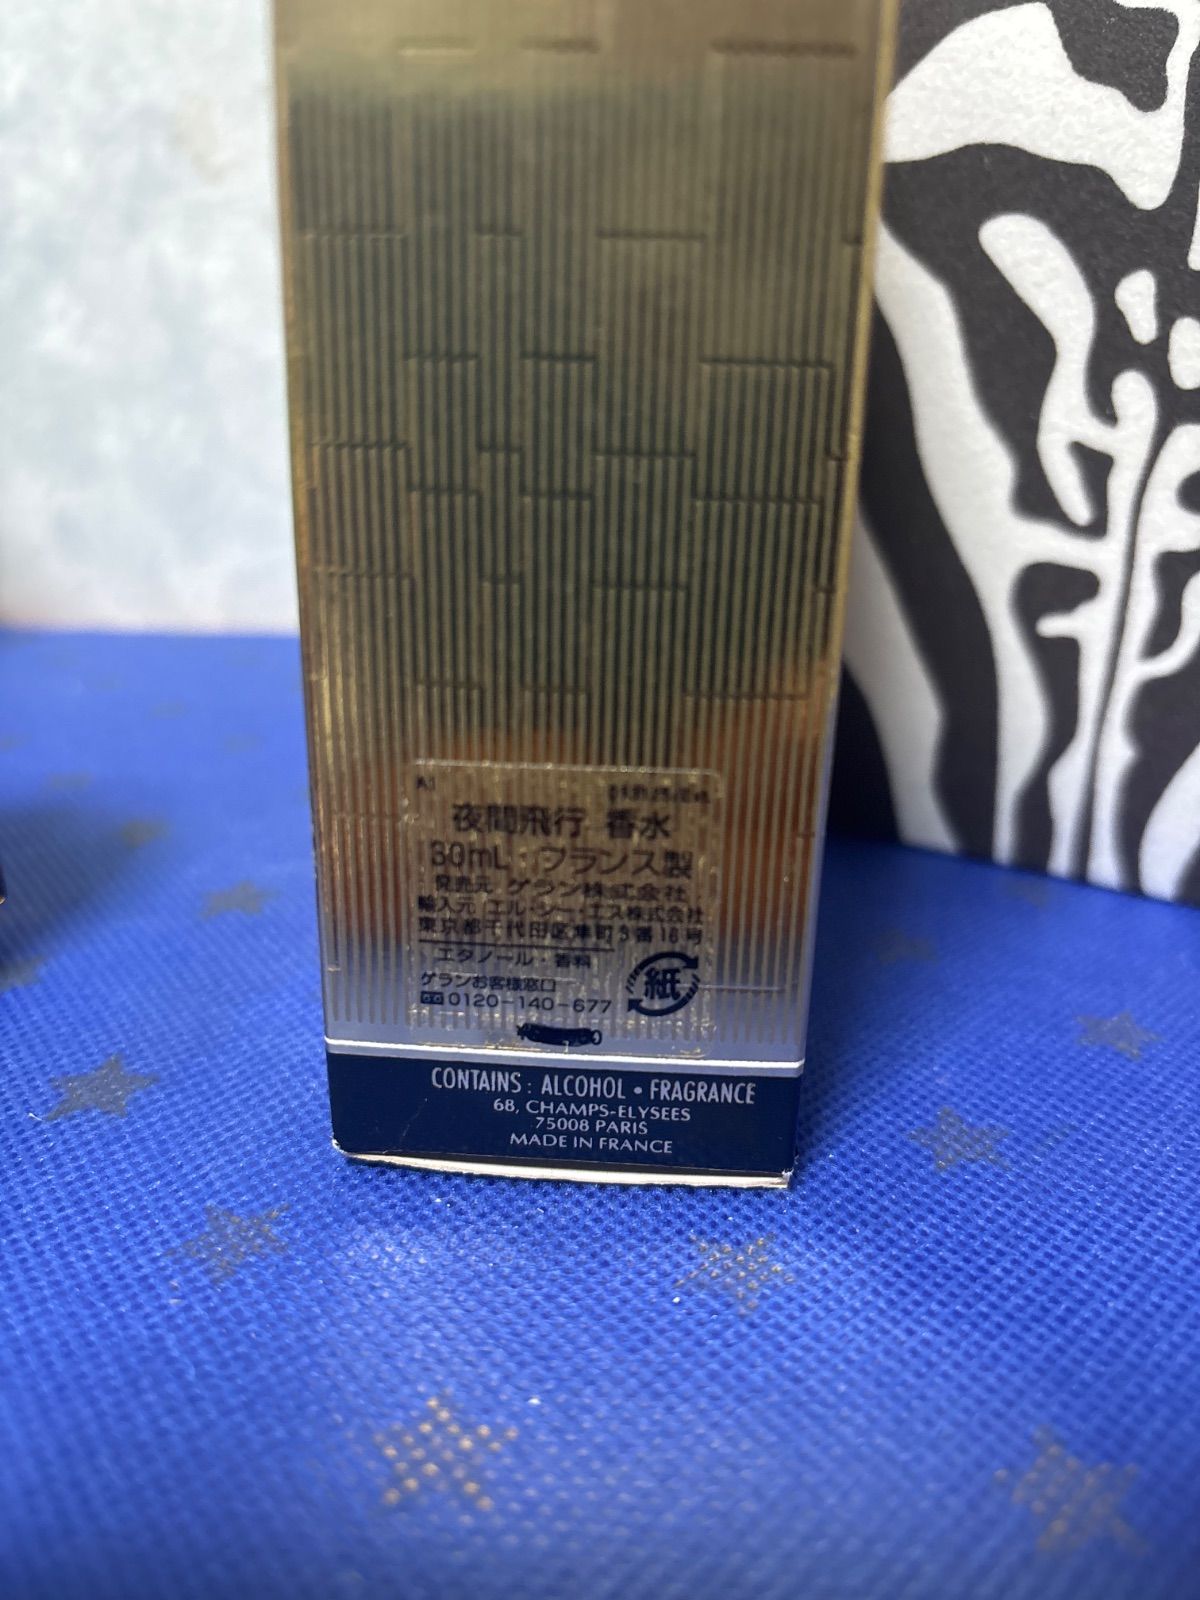 A1
夜間飛行 香水
30mL・フランス製
発売元 ゲラン株式会社
輸入元 エル・シー・エス株式会社
東京都千代田区隼町3番16号
エタノール・香料
ゲランお客様窓口
0120-140-677
紙
CONTAINS : ALCOHOL • FRAGRANCE
68, CHAMPS-ELYSEES
75008 PARIS
MADE IN FRANCE